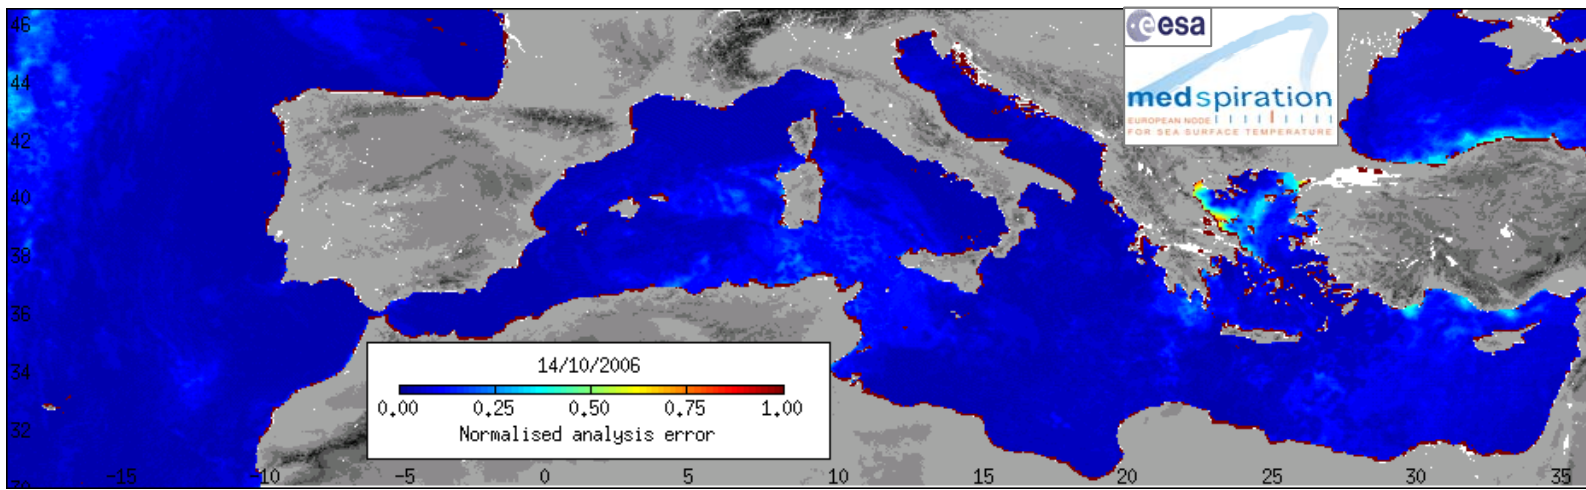 46
44
42
40
38
36
34
32
-15 -10 -5 0 5 10 15 20 25 30 35
esa
medspiration
EUROPEAN NODE
FOR SEA SURFACE TEMPERATURE
14/10/2006
0.00 0.25 0.50 0.75 1.00
Normalised analysis error